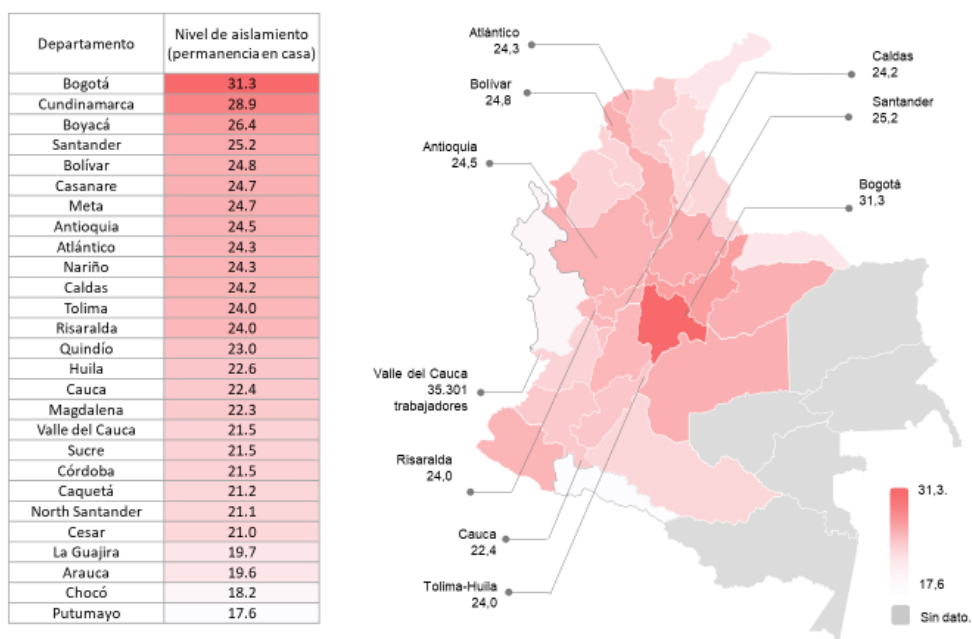 Departamento
Nivel de aislamiento
(permanencia en casa)
Bogotá 31.3
Cundinamarca 28.9
Boyacá 26.4
Santander 25.2
Bolívar 24.8
Casanare 24.7
Meta 24.7
Antioquia 24.5
Atlántico 24.3
Nariño 24.3
Caldas 24.2
Tolima 24.0
Risaralda 24.0
Quindío 23.0
Huila 22.6
Cauca 22.4
Magdalena 22.3
Valle del Cauca 21.5
Sucre 21.5
Córdoba 21.5
Caquetá 21.2
North Santander 21.1
Cesar 21.0
La Guajira 19.7
Arauca 19.6
Chocó 18.2
Putumayo 17.6
Atlántico
24,3
Bolívar
24,8
Antioquia
24,5
Caldas
24,2
Santander
25,2
Bogotá
31,3
Valle del Cauca
35.301
trabajadores
Risaralda
24,0
Cauca
22,4
Tolima-Huila
24,0
31,3.
17,6
Sin dato.